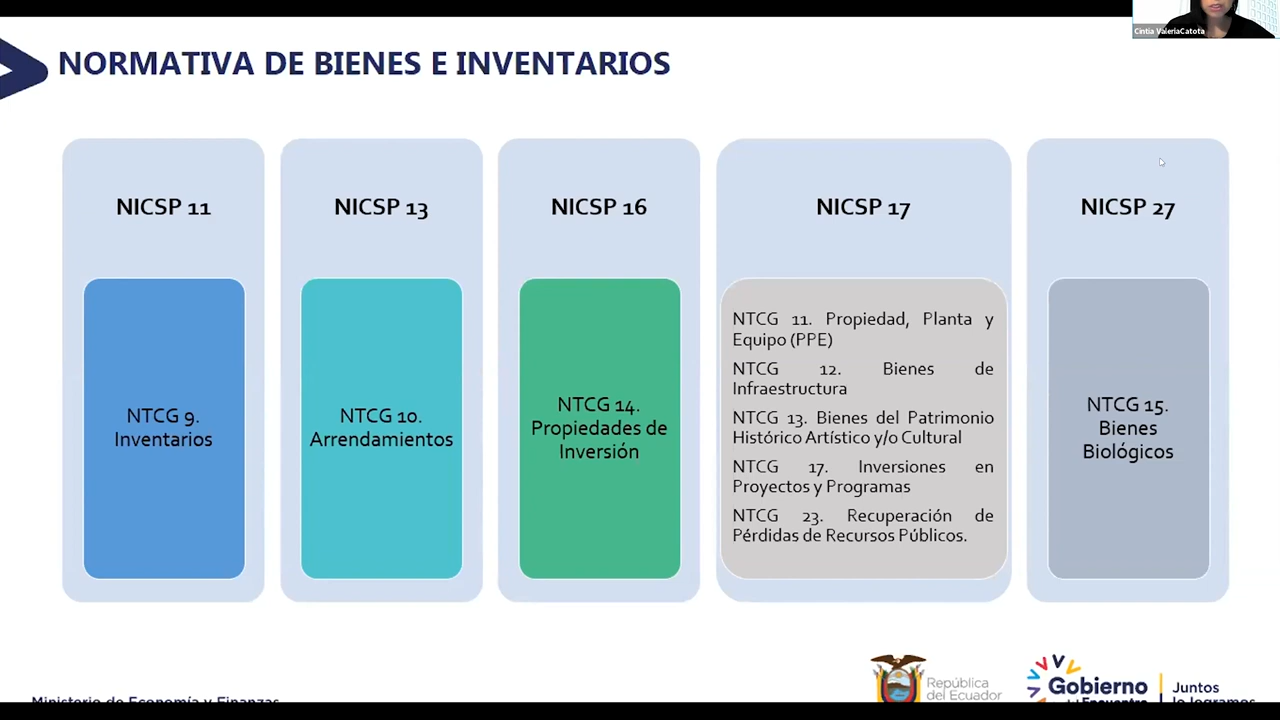 Cintia ValeriaCatota
NORMATIVA DE BIENES E INVENTARIOS
NICSP 11
NTCG 9.
Inventarios
NICSP 13
NTCG 10.
Arrendamientos
NICSP 16
NTCG 14.
Propiedades de
Inversión
NICSP 17
NTCG 11. Propiedad, Planta y
Equipo (PPE)
NTCG 12. Bienes de
Infraestructura
NTCG 13. Bienes del Patrimonio
Histórico Artístico y/o Cultural
NTCG 17. Inversiones en
Proyectos y Programas
NTCG 23. Recuperación de
Pérdidas de Recursos Públicos.
NICSP 27
NTCG 15.
Bienes
Biológicos
Ministerio de Economía y Finanzas
República
del Ecuador
Gobierno
del Encuentro
Juntos
lo logramos